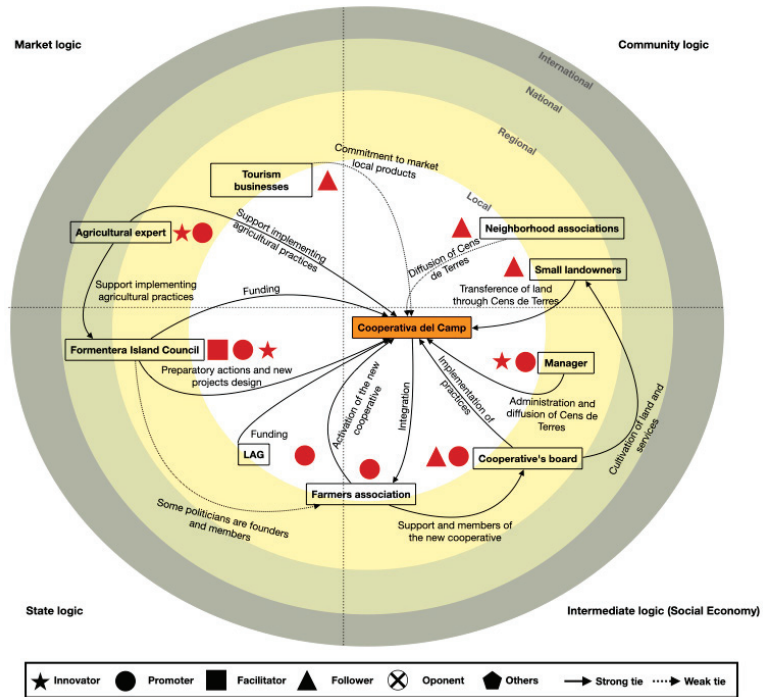 Market logic
Community logic
International
National
Regional
Local
Commitment to
market
local products
Tourism
businesses
Agricultural expert
Support implementing
agricultural practices
Neighborhood associations
Diffusion of Cens
de Terres
Small landowners
Support implementing
agricultural practices
Transference of land
through Cens de Terres
Funding
Cooperativa del Camp
Formentera Island Council
Preparatory actions and new
projects design
Manager
Administration and
diffusion of Cens de
Terres
Implementation of
practices
Activation of the new
cooperative
Integration
Cultivation of land and
services
Funding
LAG
Cooperative's board
Farmers association
Some politicians are founders
and members
Support and members of
the new cooperative
State logic
Intermediate logic (Social Economy)
Innovator
Promoter
Facilitator
Follower
Oponent
Others
Strong tie
Weak tie